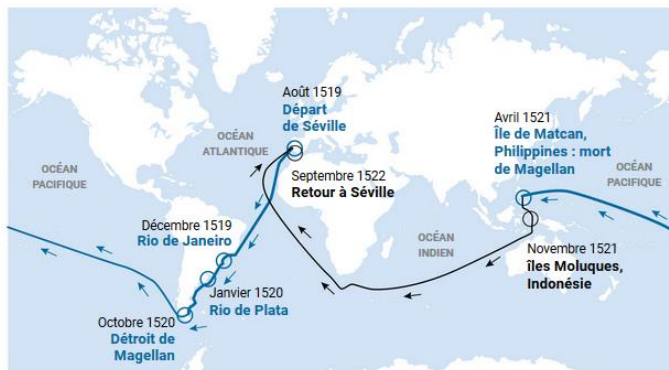 Août 1519
Départ
de Séville
OCÉAN
ATLANTIQUE
OCÉAN
PACIFIQUE
Septembre 1522
Retour à Séville
Avril 1521
Île de Matcan,
Philippines : mort
de Magellan
OCÉAN
PACIFIQUE
Décembre 1519
Rio de Janeiro
OCÉAN
INDIEN
Novembre 1521
îles Moluques,
Indonésie
Janvier 1520
Rio de Plata
Octobre 1520
Détroit de
Magellan